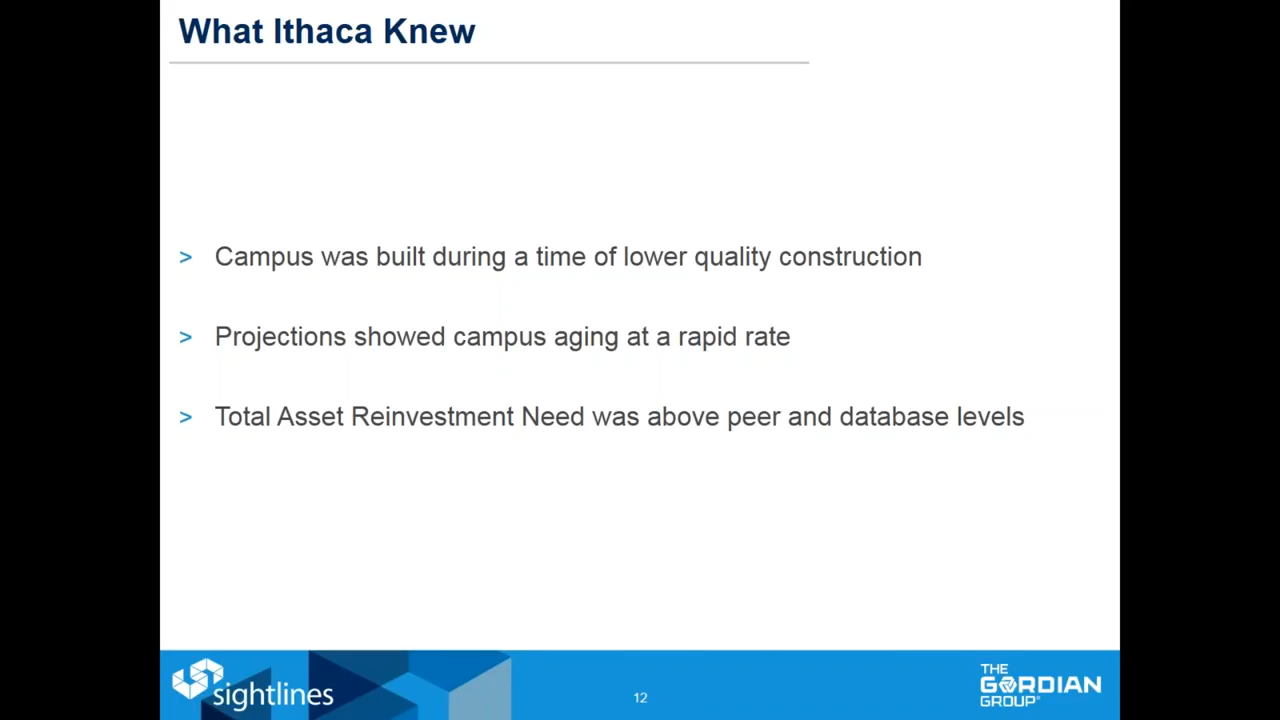 What Ithaca Knew
> Campus was built during a time of lower quality construction
> Projections showed campus aging at a rapid rate
> Total Asset Reinvestment Need was above peer and database levels
sightlines
12
THE
GORDIAN
GROUP®